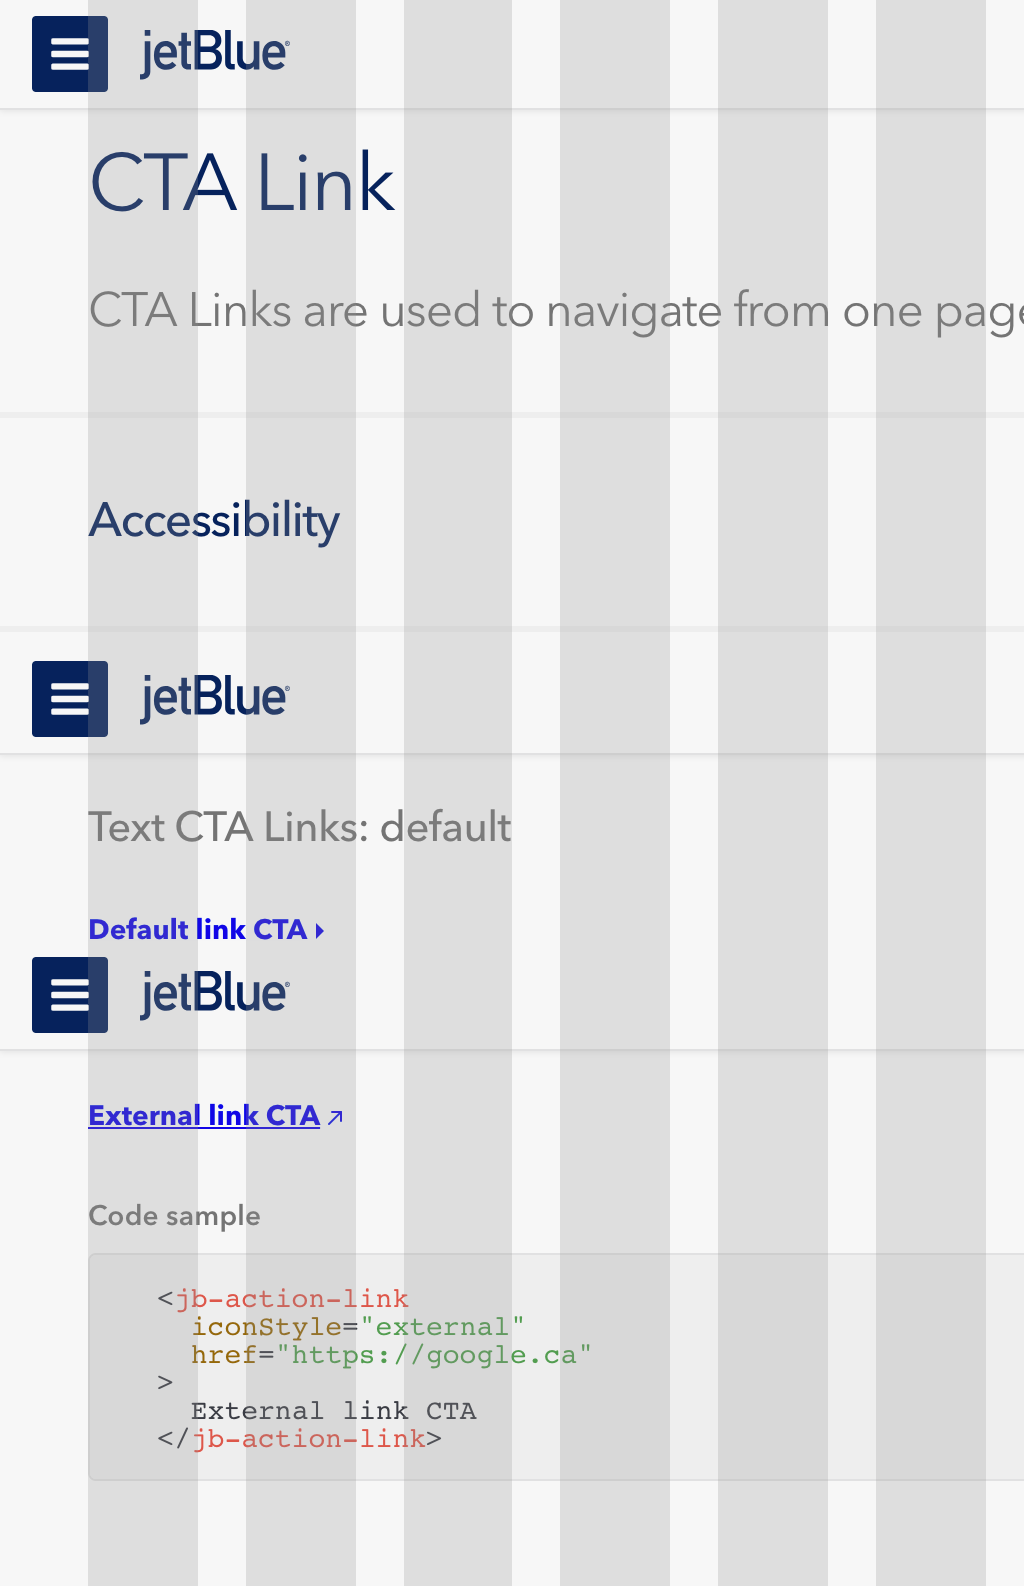 jetBlue®
CTA Link
CTA Links are used to navigate from one page
Accessibility
jetBlue®
Text CTA Links: default
Default link CTA
jetBlue®
External link CTA
Code sample
<jb-action-link
iconStyle="external"
href="https://google.ca"
>
External link CTA
</jb-action-link>